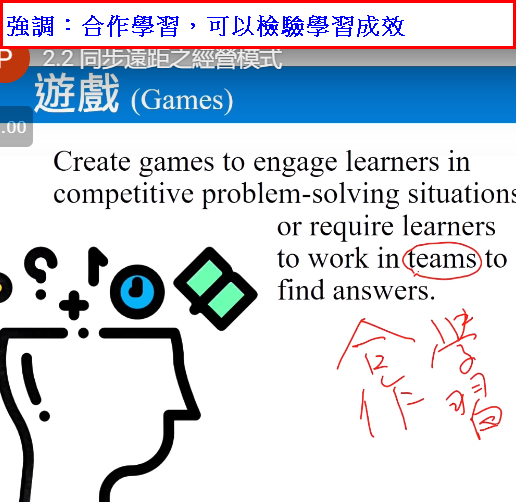 強調：合作學習，可以檢驗學習成效
P 2.2 同步遠距之經營模式
遊戲 (Games)
.00
Create games to engage learners in
competitive problem-solving situations
or require learners
to work in teams to
find answers.
合作
學習